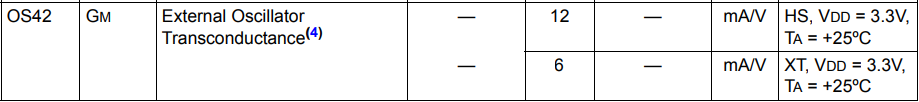 OS42 GM External Oscillator — 12 — mA/V HS, VDD = 3.3V,
Transconductance(4) TA = +25ºC
— 6 — mA/V XT, VDD = 3.3V,
TA = +25ºC